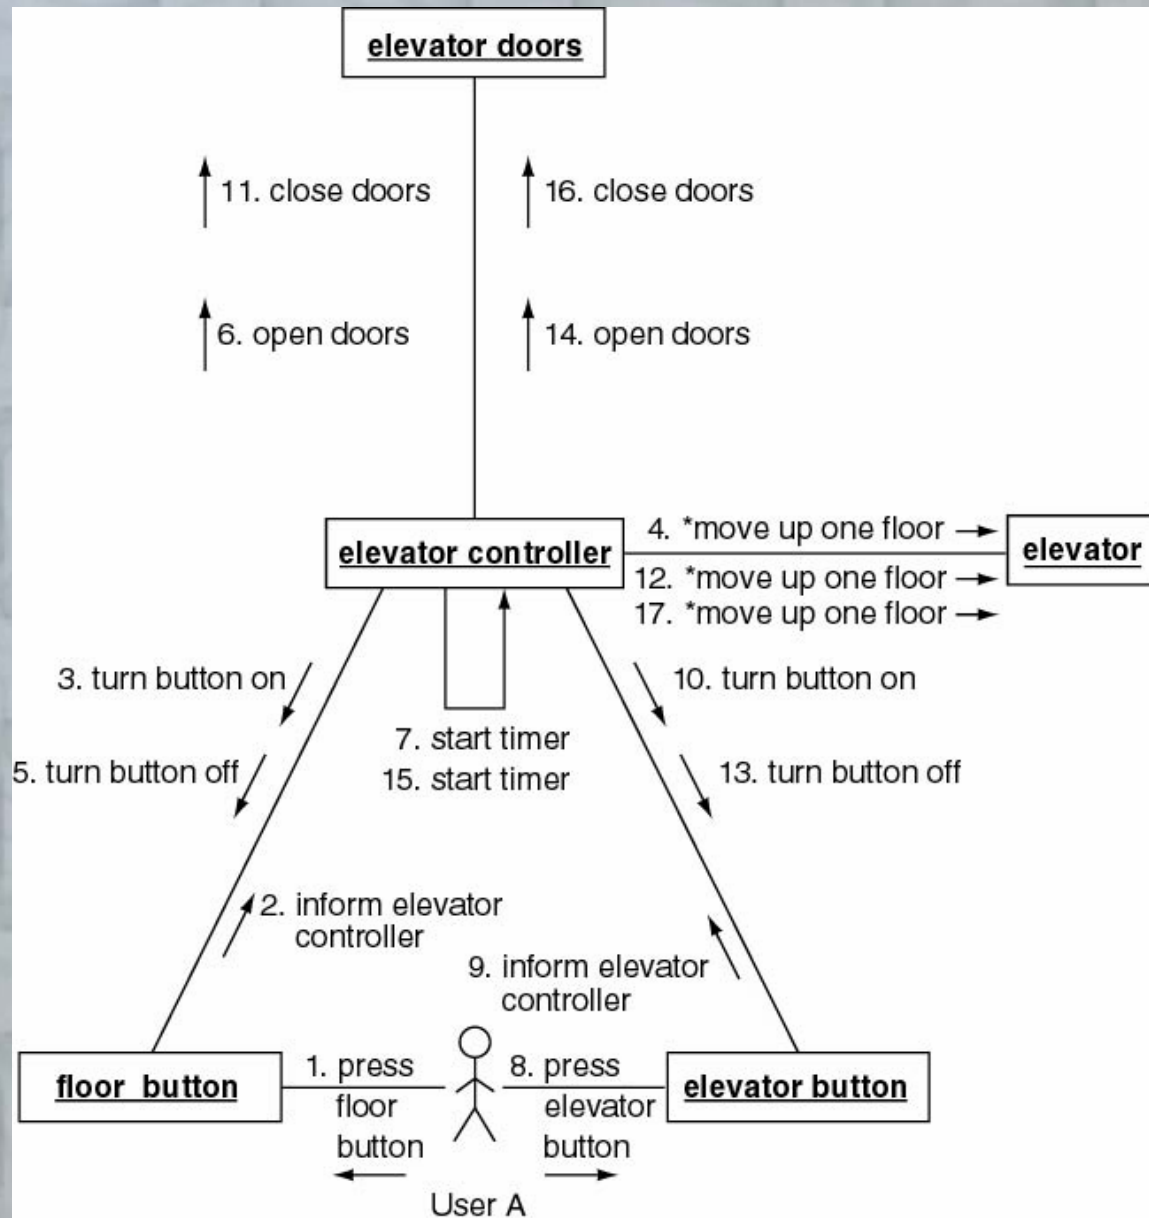 elevator doors
11. close doors
16. close doors
6. open doors
14. open doors
4. *move up one floor
elevator controller
elevator
12. *move up one floor
17. *move up one floor
3. turn button on
10. turn button on
7. start timer
5. turn button off
13. turn button off
15. start timer
2. inform elevator
controller
9. inform elevator
controller
1. press
8. press
floor button
elevator button
floor
elevator
button
button
User A